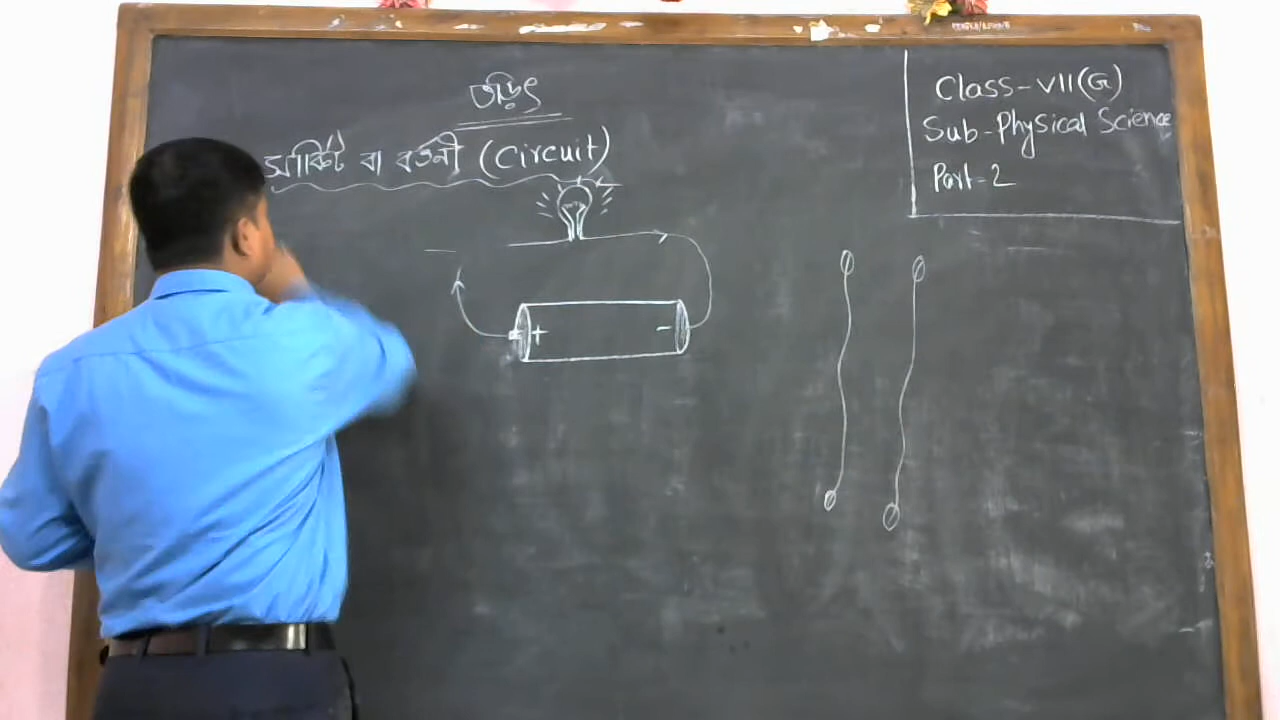 তড়িৎ
সার্কিট বা বর্তনী (Circuit)
Class-VII(G)
Sub-Physical Science
Part-2
+ -